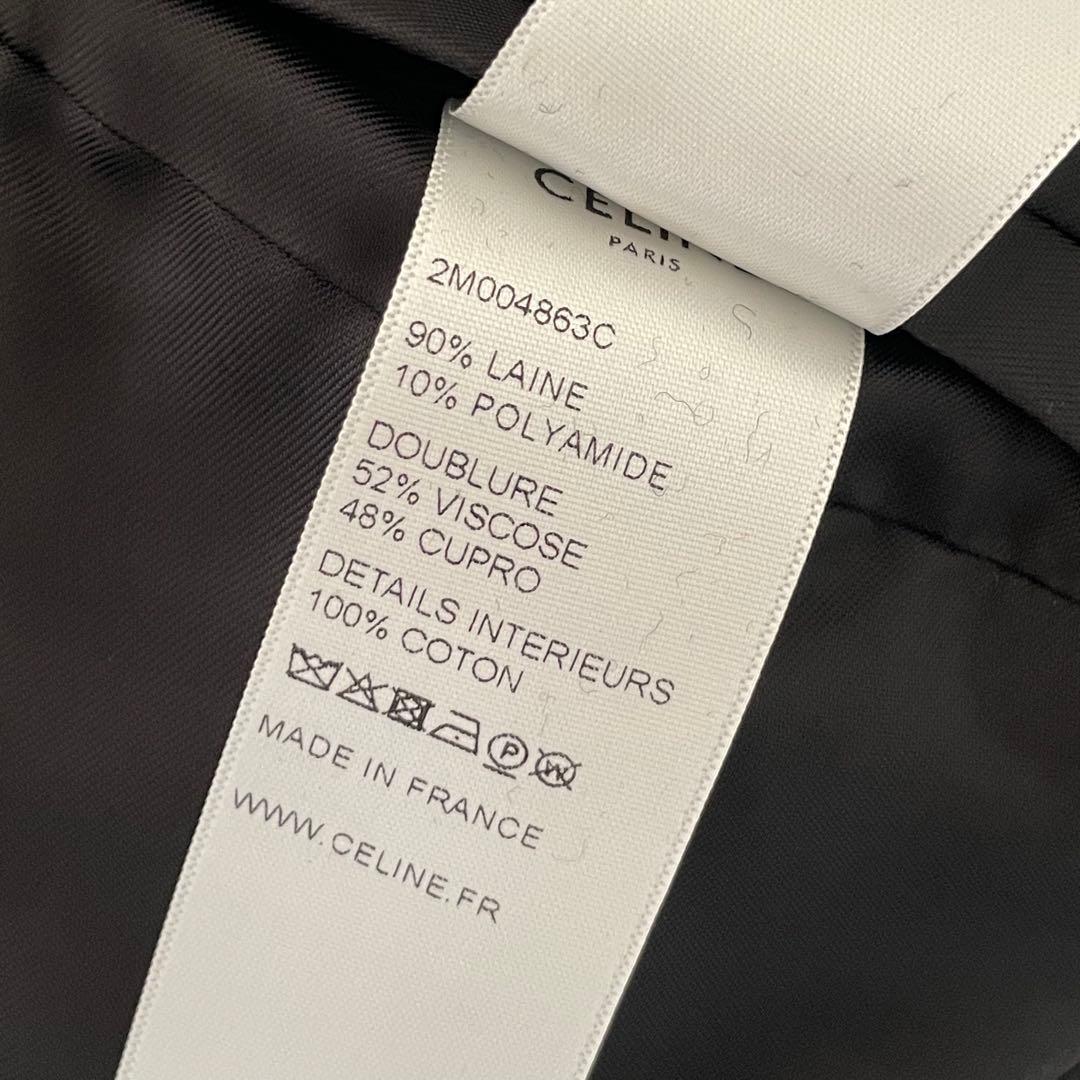 PARIS
2M004863C
90% LAINE
10% POLYAMIDE
DOUBLURE
52% VISCOSE
48% CUPRO
DETAILS INTERIEURS
100% COTON
P W
MADE IN FRANCE
WWW.CELINE.FR